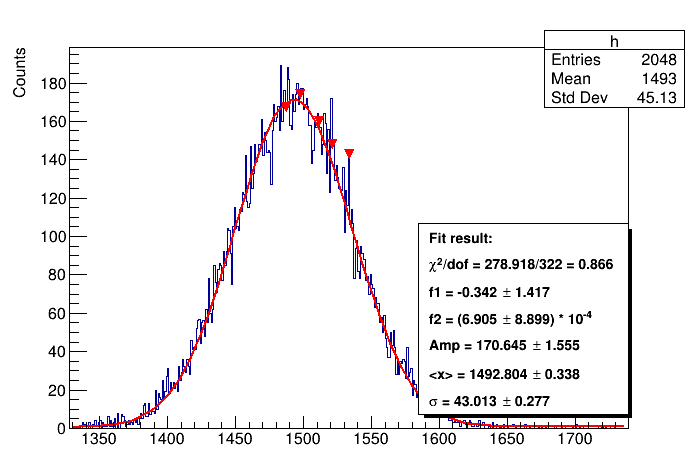 h
Entries 2048
Mean 1493
Std Dev 45.13
Counts
180
160
140
120
100
80
60
40
20
0
Fit result:
χ²/dof = 278.918/322 = 0.866
f1 = -0.342 ± 1.417
f2 = (6.905 ± 8.899) * 10⁻⁴
Amp = 170.645 ± 1.555
<x> = 1492.804 ± 0.338
σ = 43.013 ± 0.277
1350 1400 1450 1500 1550 1600 1650 1700